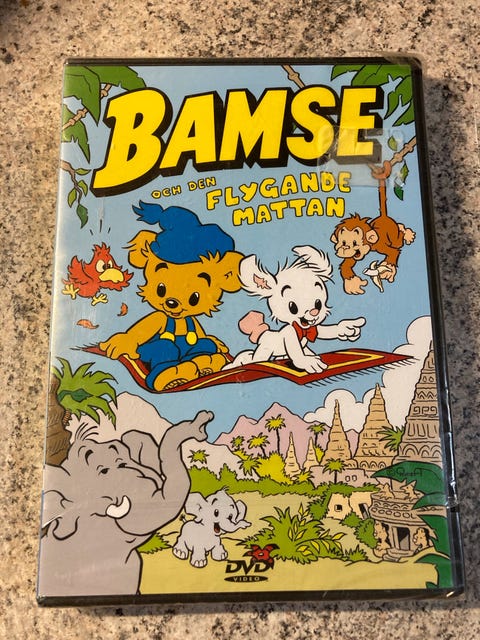 BAMSE
OCH DEN
FLYGANDE
MATTAN
DVD
VIDEO